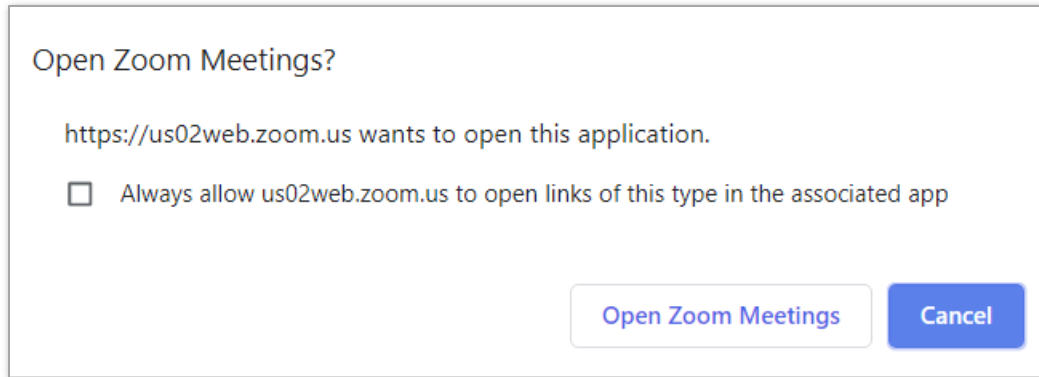 Open Zoom Meetings?
https://us02web.zoom.us wants to open this application.
Always allow us02web.zoom.us to open links of this type in the associated app
Open Zoom Meetings
Cancel